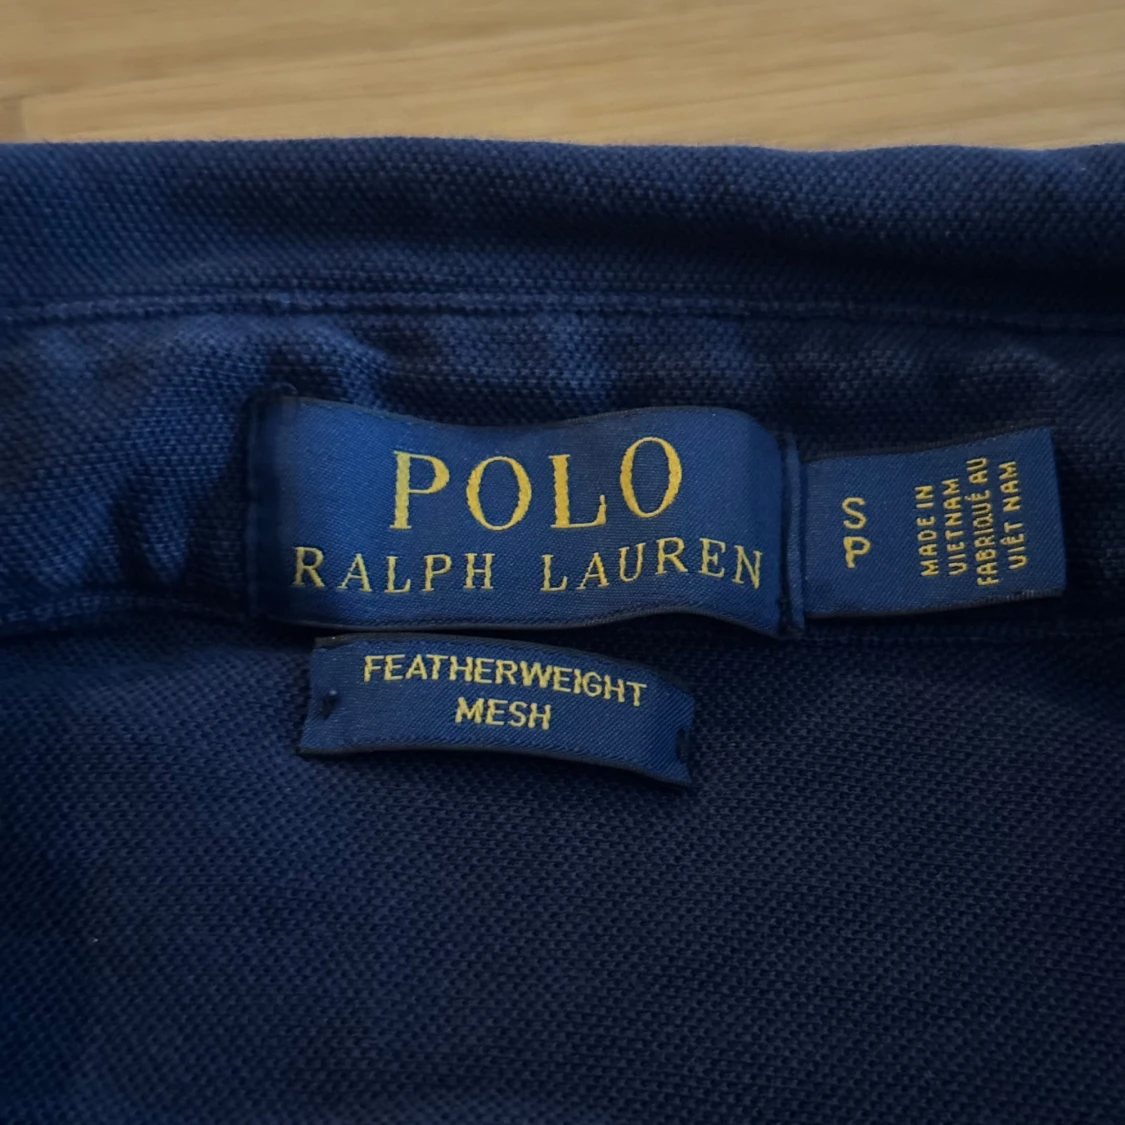 POLO
RALPH LAUREN
S
P
MADE IN
VIETNAM
FABRIQUÉ AU
VIÊT NAM
FEATHERWEIGHT
MESH